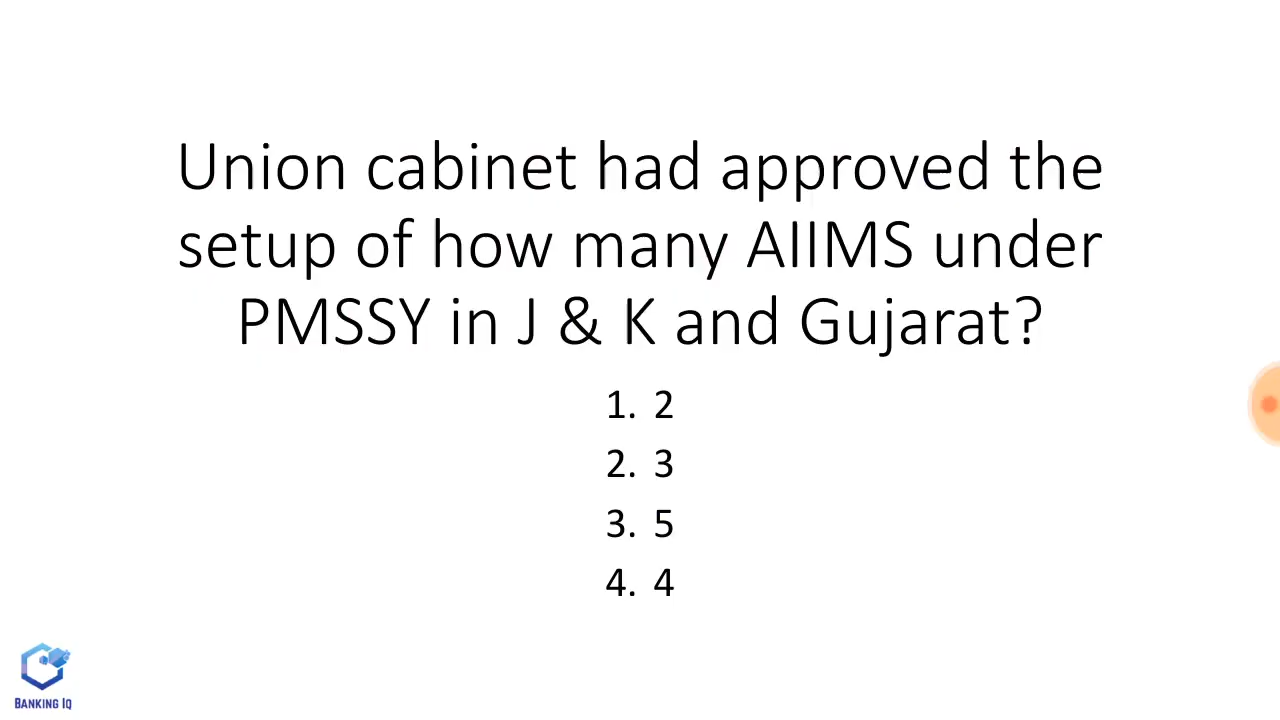 Union cabinet had approved the
setup of how many AIIMS under
PMSSY in J & K and Gujarat?
1. 2
2. 3
3. 5
4. 4
BANKING IQ